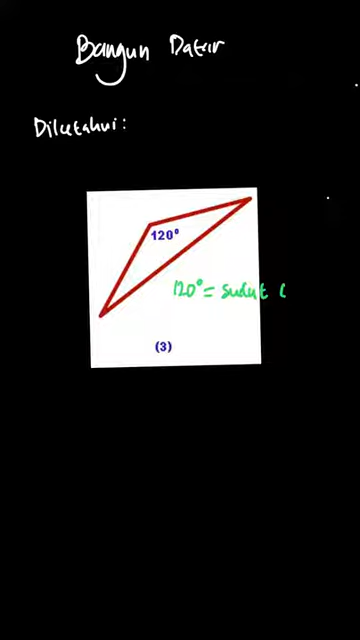 Bangun Datar
Diketahui:
120°
120° = sudut (
(3)